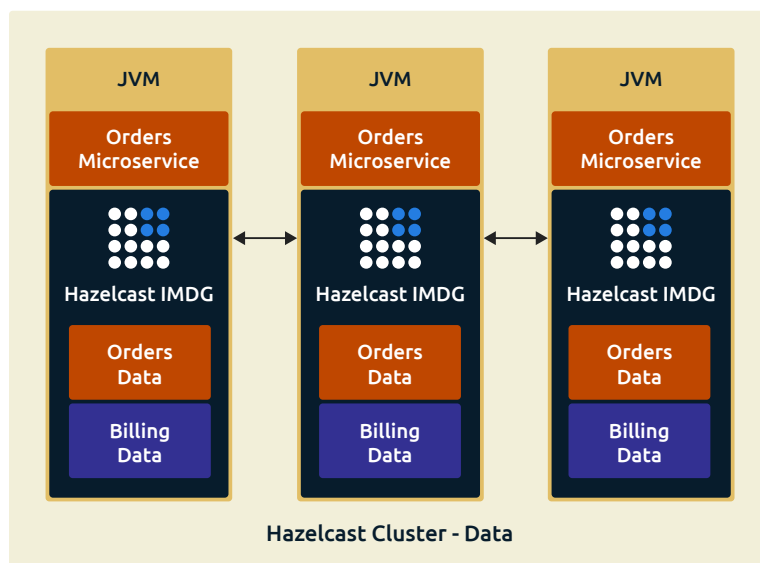 JVM
Orders
Microservice
Hazelcast IMDG
Orders
Data
Billing
Data
JVM
Orders
Microservice
Hazelcast IMDG
Orders
Data
Billing
Data
JVM
Orders
Microservice
Hazelcast IMDG
Orders
Data
Billing
Data
Hazelcast Cluster - Data